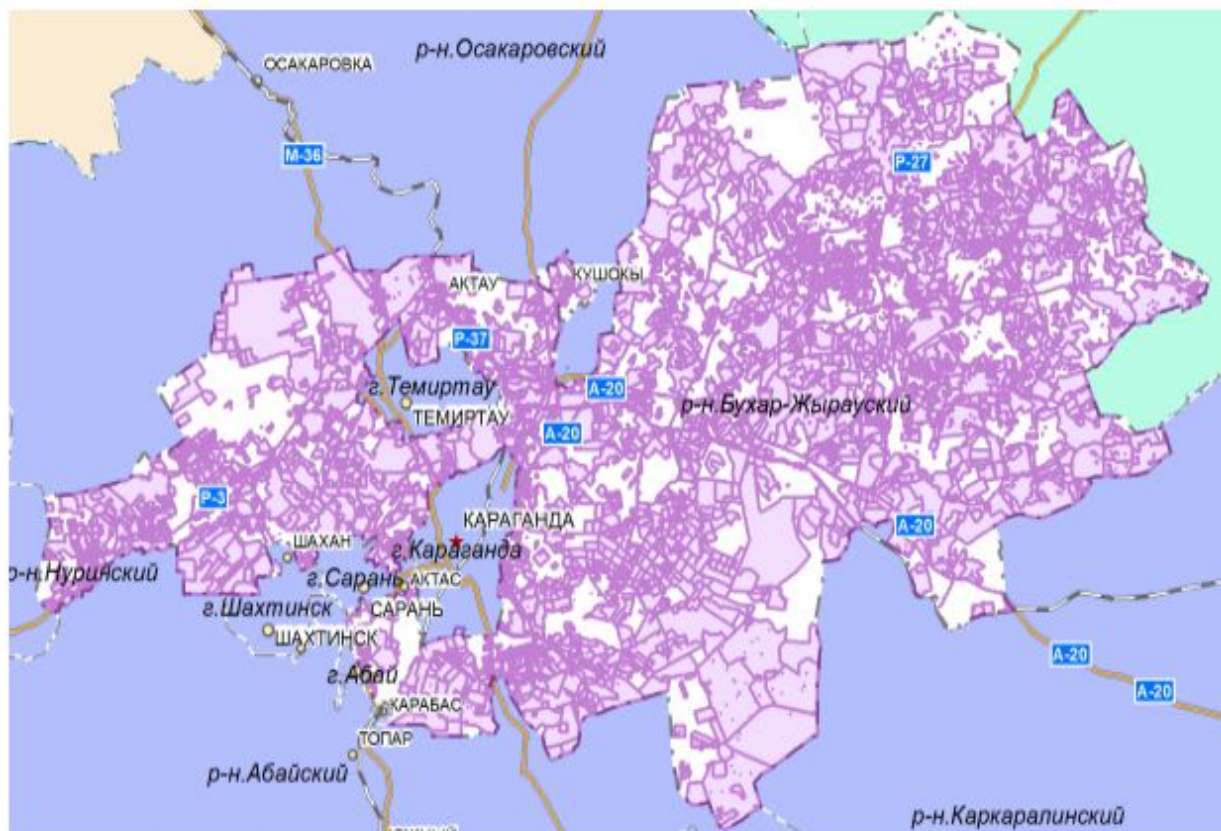 р-н.Осакаровский
ОСАКАРОВКА
М-36
Р-27
АКТАУ
КУШОКЫ
Р-37
г.Темиртау
А-20
ТЕМИРТАУ
р-н.Бухар-Жырауский
А-20
Р-3
КАРАГАНДА
А-20
ШАХАН
г.Караганда
р-н.Нуринский
г.Сарань
АКТАС
г.Шахтинск
САРАНЬ
ШАХТИНСК
А-20
г.Абай
А-20
КАРАБАС
ТОПАР
р-н.Абайский
р-н.Каркаралинский